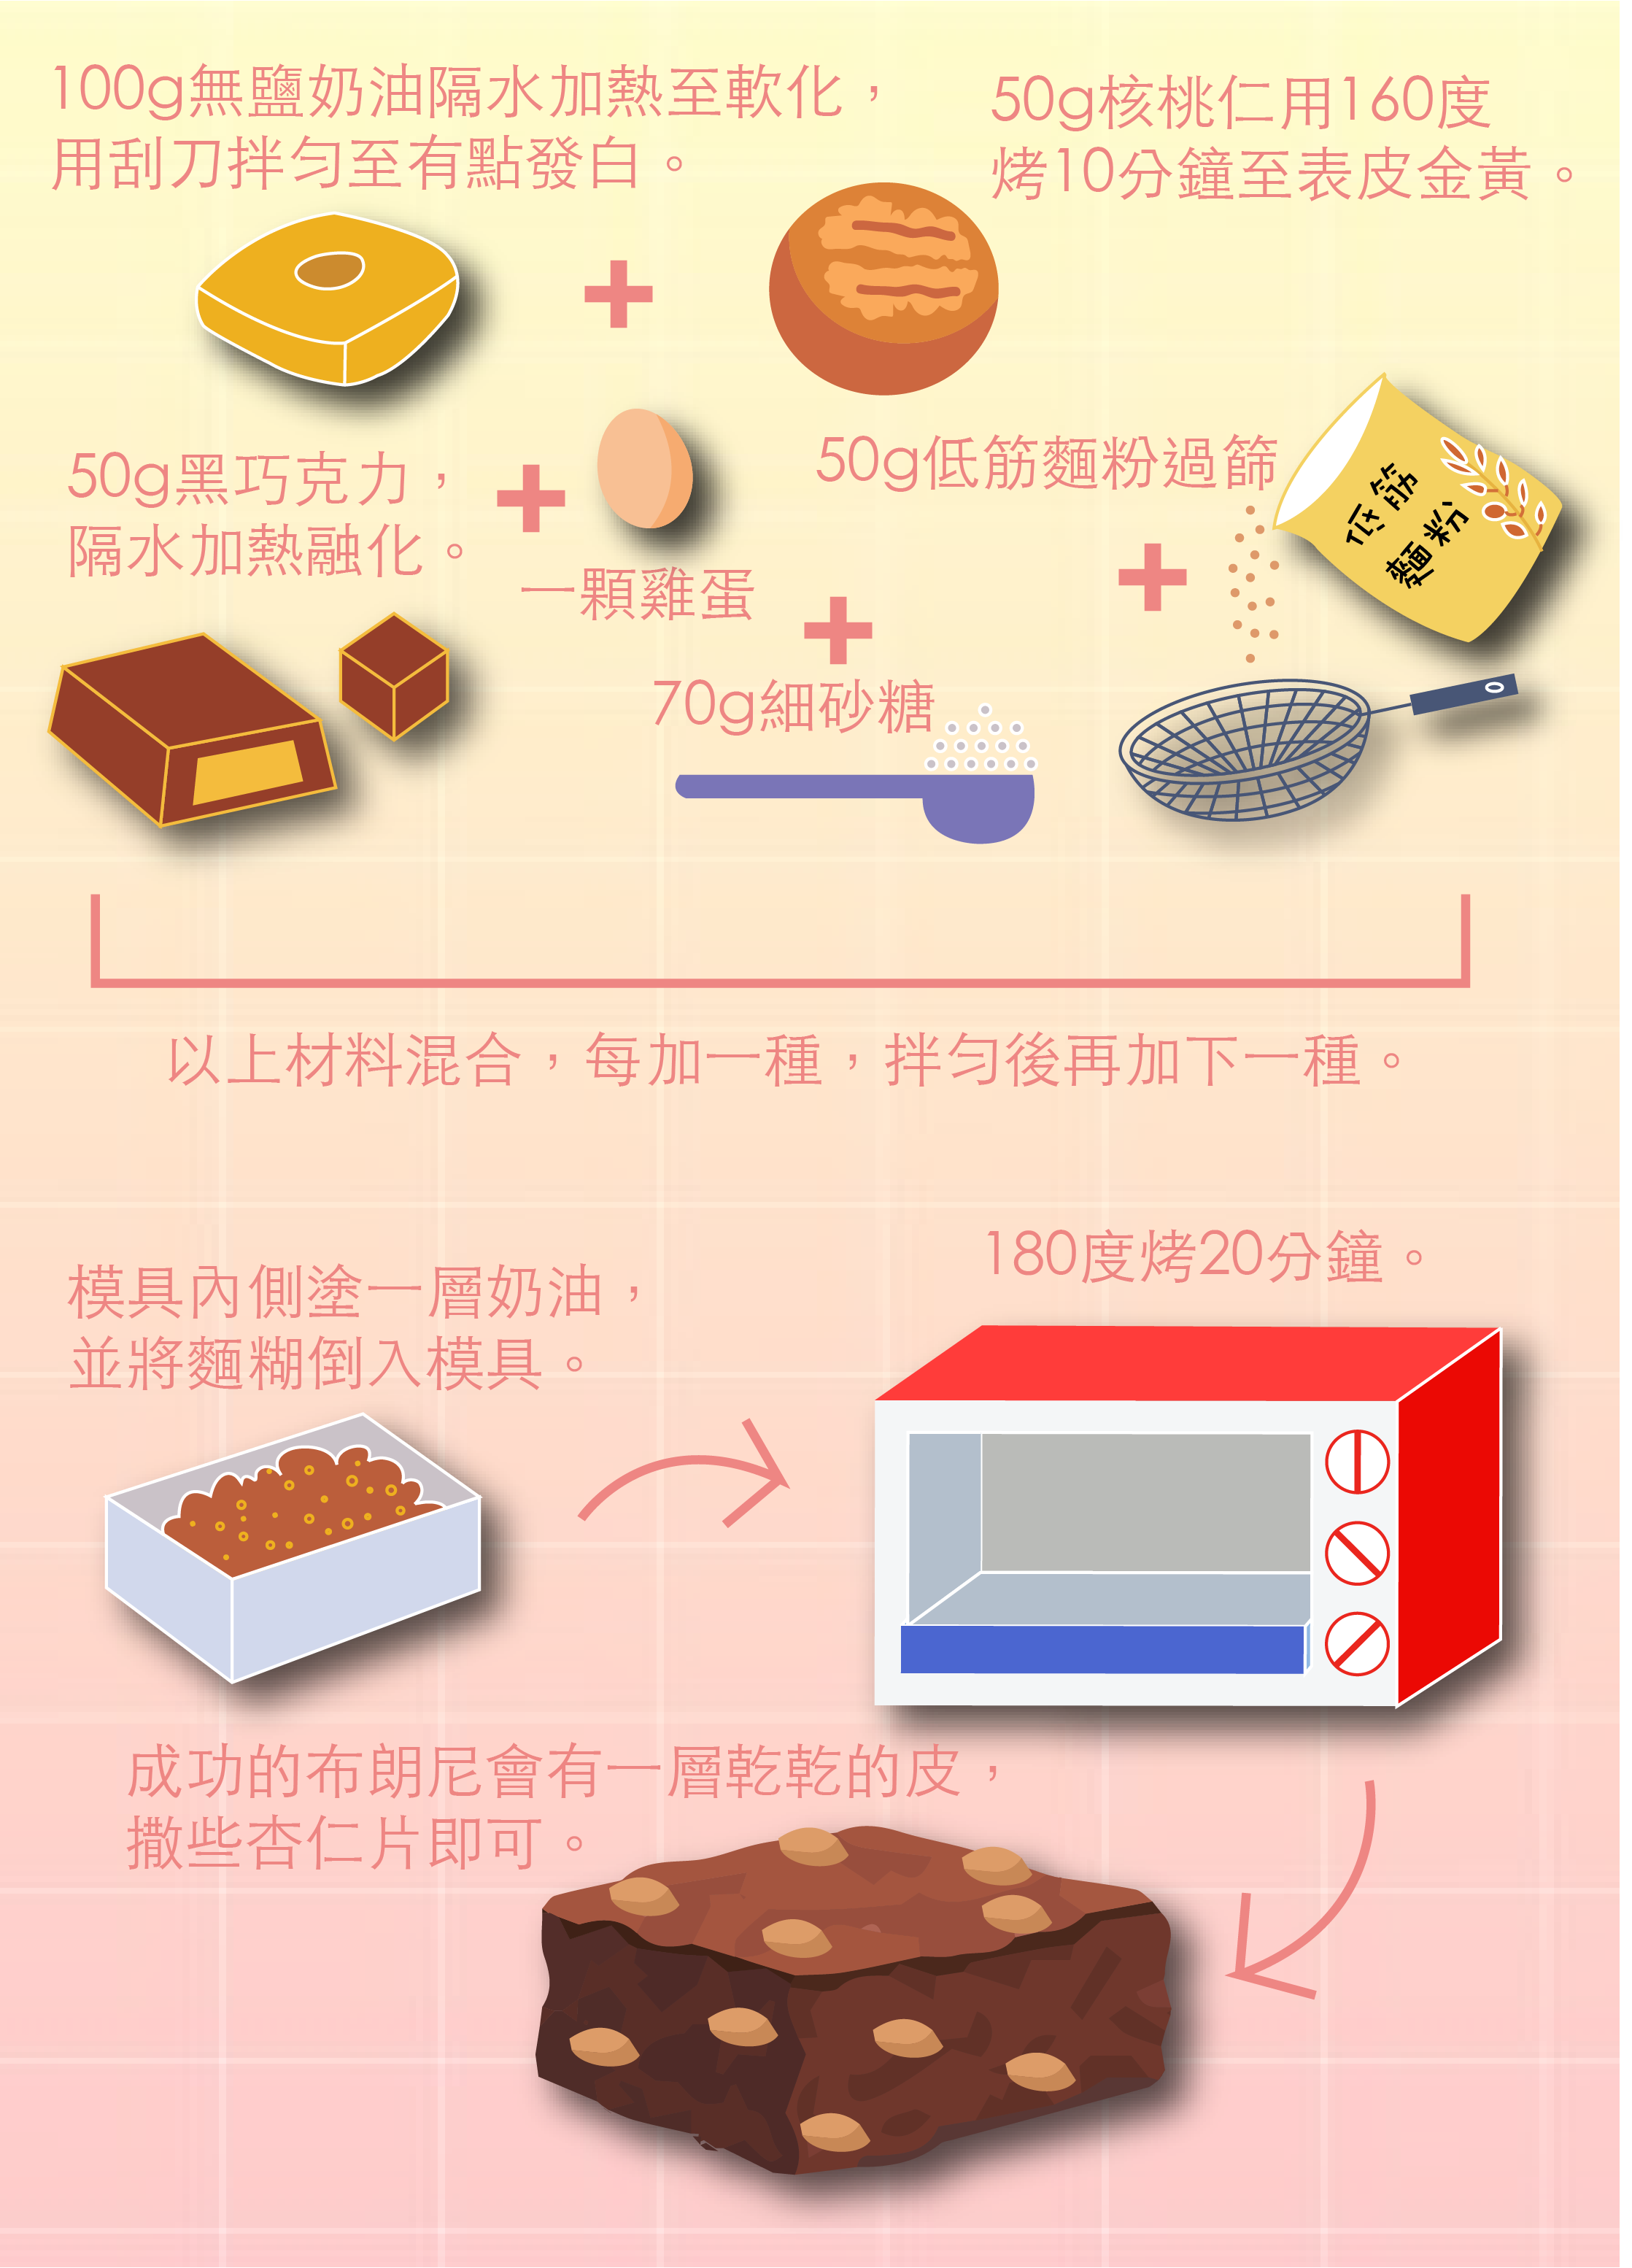 100g無鹽奶油隔水加熱至軟化，
用刮刀拌勻至有點發白。
50g核桃仁用160度
烤10分鐘至表皮金黃。
50g黑巧克力，
隔水加熱融化。
一顆雞蛋
70g細砂糖
50g低筋麵粉過篩
低筋
麵粉
以上材料混合，每加一種，拌勻後再加下一種。
模具內側塗一層奶油，
並將麵糊倒入模具。
180度烤20分鐘。
成功的布朗尼會有一層乾乾的皮，
撒些杏仁片即可。